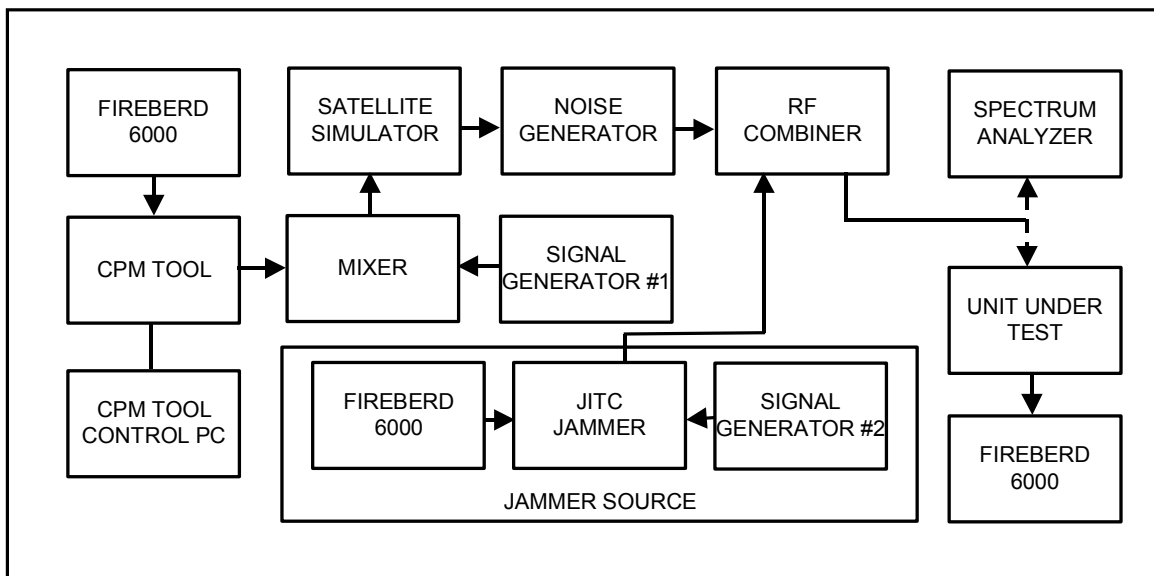 FIREBERD
6000
SATELLITE
SIMULATOR
NOISE
GENERATOR
RF
COMBINER
SPECTRUM
ANALYZER
CPM TOOL
MIXER
SIGNAL
GENERATOR #1
UNIT UNDER
TEST
CPM TOOL
CONTROL PC
FIREBERD
6000
JITC
JAMMER
SIGNAL
GENERATOR #2
JAMMER SOURCE
FIREBERD
6000